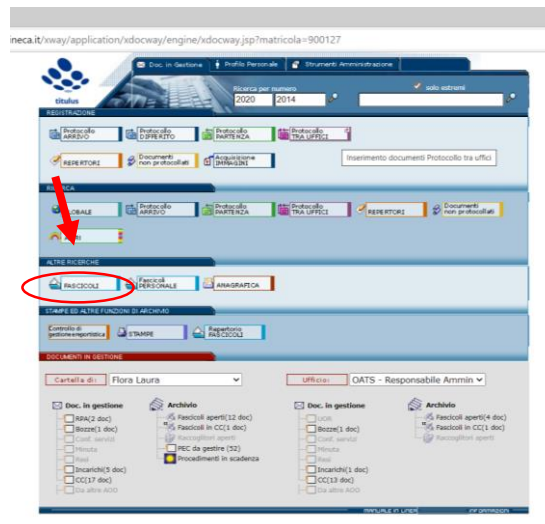 ineca.it/xway/application/xdocway/engine/xdocway.jsp?matricola=900127
Doc. in Gestione
Profilo Personale
Strumenti Amministrazione
titulus
Ricerca per numero
2020 2014
solo estremi
REGISTRAZIONE
Protocollo ARRIVO
Protocollo DIFFERITO
Protocollo PARTENZA
Protocollo TRA UFFICI
REPERTORI
Documenti non protocollati
Acquisizione IMMAGINI
Inserimento documenti Protocollo tra uffici
GLOBALE
Protocollo ARRIVO
Protocollo PARTENZA
Protocollo TRA UFFICI
REPERTORI
Documenti non protocollati
ALTRE RICERCHE
FASCICOLI
Fascicoli PERSONALE
ANAGRAFICA
STAMPE ED ALTRE FUNZIONI DI ARCHIVIO
Controllo di gestione e reportistica
STAMPE
Repertorio FASCICOLI
DOCUMENTI IN GESTIONE
Cartella di: Flora Laura
Ufficio: OATS - Responsabile Ammin
Doc. in gestione
RPA(2 doc)
Bozze(1 doc)
Conf. servizi
Minuta
Rasi
Incarichi(5 doc)
CC(17 doc)
Da altre AOO
Archivio
Fascicoli aperti(12 doc)
Fascicoli in CC(1 doc)
Raccoglitori aperti
PEC da gestire (52)
Procedimenti in scadenza
Doc. in gestione
Bozze(1 doc)
Conf. servizi
Minuta
Rasi
Incarichi(1 doc)
CC(13 doc)
Da altre AOO
Archivio
Fascicoli aperti(4 doc)
Fascicoli in CC(1 doc)
Raccoglitori aperti
MANUALE IN LINEA
INFORMAZIONI